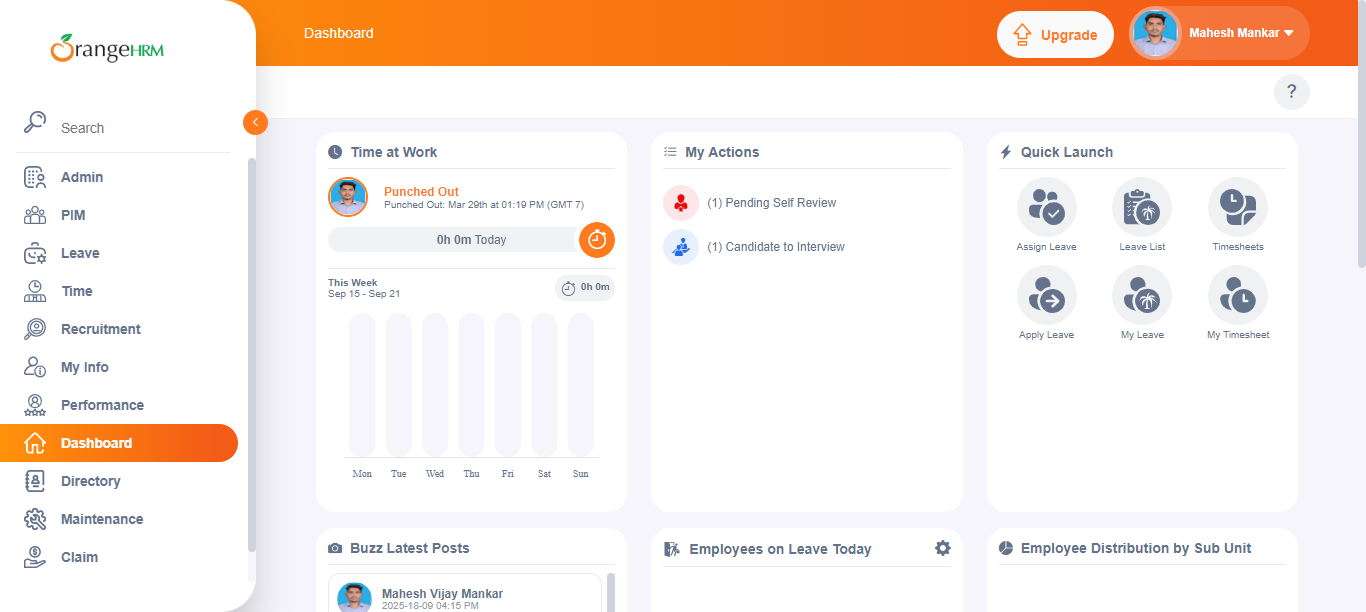 OrangeHRM
Search
Admin
PIM
Leave
Time
Recruitment
My Info
Performance
Dashboard
Directory
Maintenance
Claim
Dashboard
Upgrade
Mahesh Mankar
?
Time at Work
Punched Out
Punched Out: Mar 29th at 01:19 PM (GMT 7)
0h 0m Today
This Week
Sep 15 - Sep 21
0h 0m
Mon Tue Wed Thu Fri Sat Sun
My Actions
(1) Pending Self Review
(1) Candidate to Interview
Quick Launch
Assign Leave Leave List Timesheets
Apply Leave My Leave My Timesheet
Buzz Latest Posts
Mahesh Vijay Mankar
2025-18-09 04:15 PM
Employees on Leave Today
Employee Distribution by Sub Unit